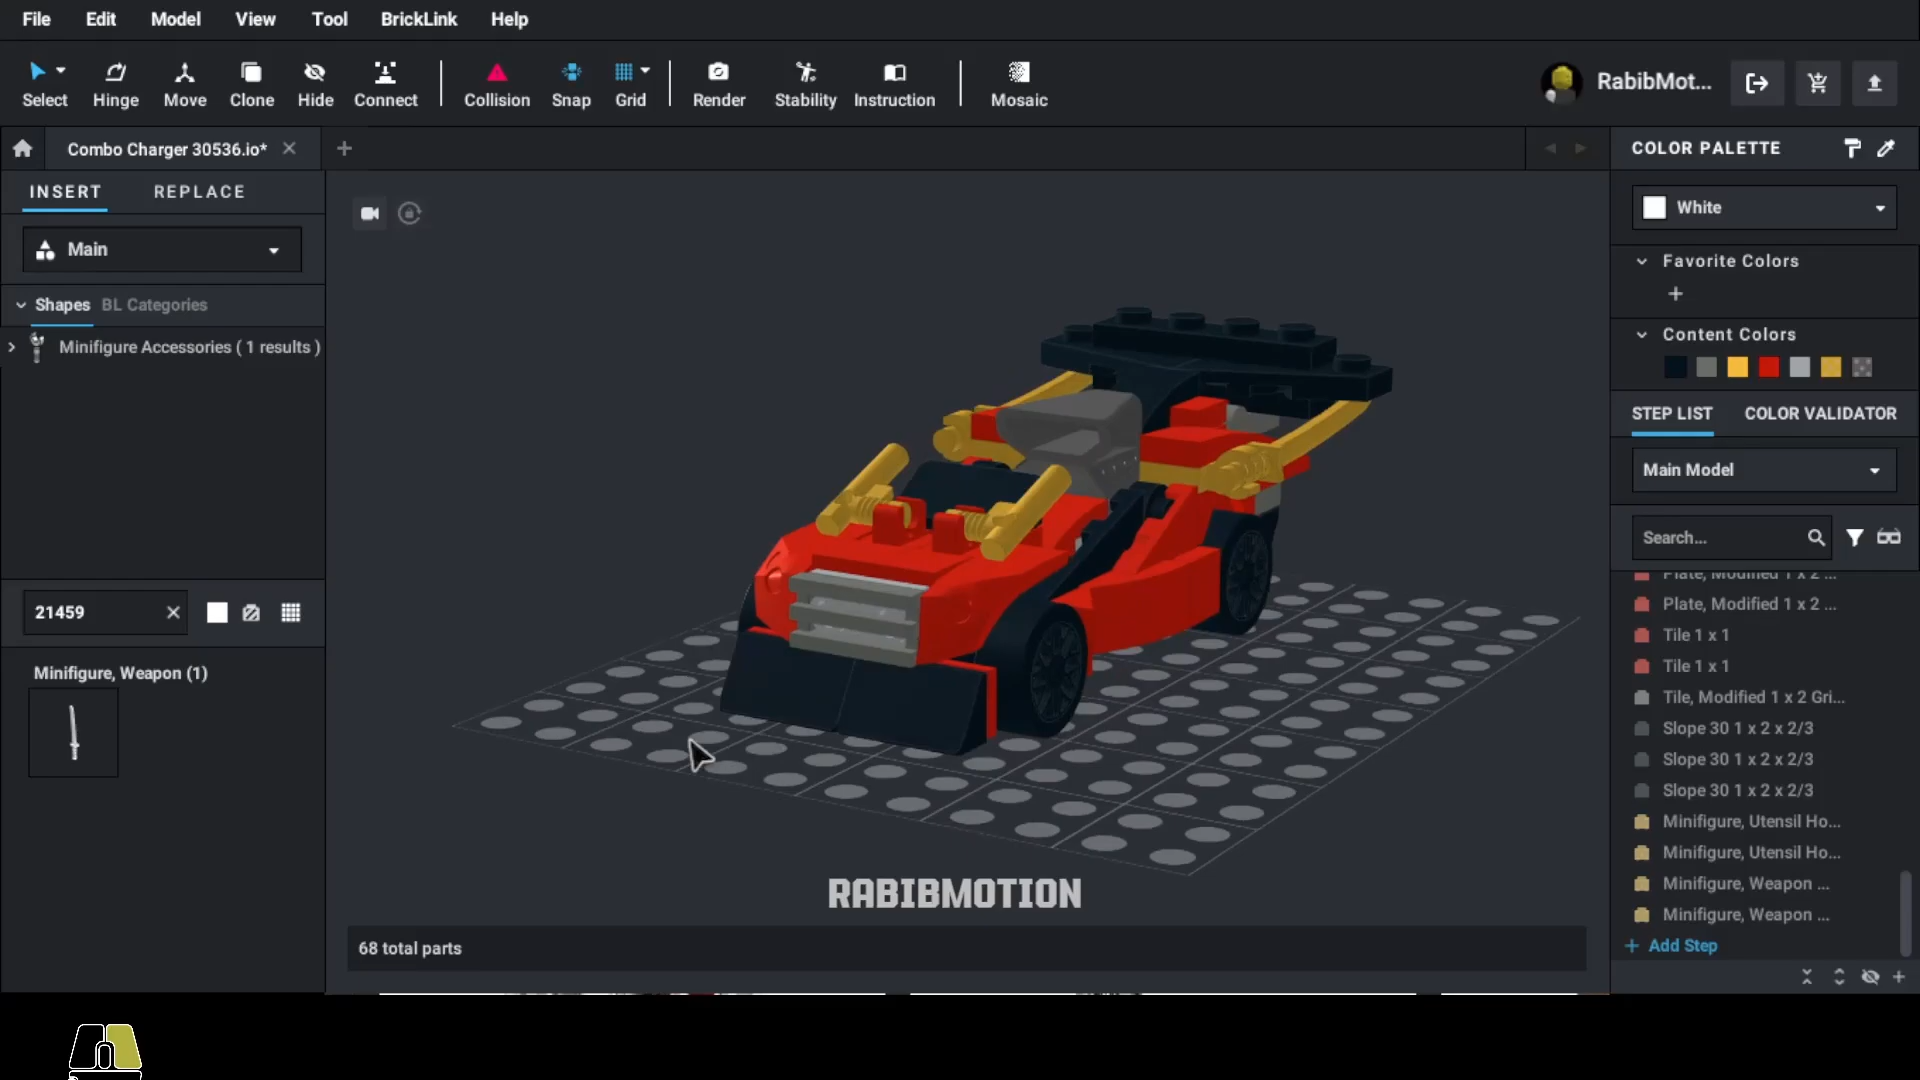 File Edit Model View Tool BrickLink Help
Select Hinge Move Clone Hide Connect Collision Snap Grid Render Stability Instruction Mosaic RabibMot...
Combo Charger 30536.io*
INSERT REPLACE
Main
Shapes BL Categories
Minifigure Accessories ( 1 results )
21459
Minifigure, Weapon (1)
RABIBMOTION
68 total parts
COLOR PALETTE
White
Favorite Colors
Content Colors
STEP LIST COLOR VALIDATOR
Main Model
Search...
Plate, Modified 1 x 2 ...
Plate, Modified 1 x 2 ...
Tile 1 x 1
Tile 1 x 1
Tile, Modified 1 x 2 Gri...
Slope 30 1 x 2 x 2/3
Slope 30 1 x 2 x 2/3
Slope 30 1 x 2 x 2/3
Minifigure, Utensil Ho...
Minifigure, Utensil Ho...
Minifigure, Weapon ...
Minifigure, Weapon ...
+ Add Step